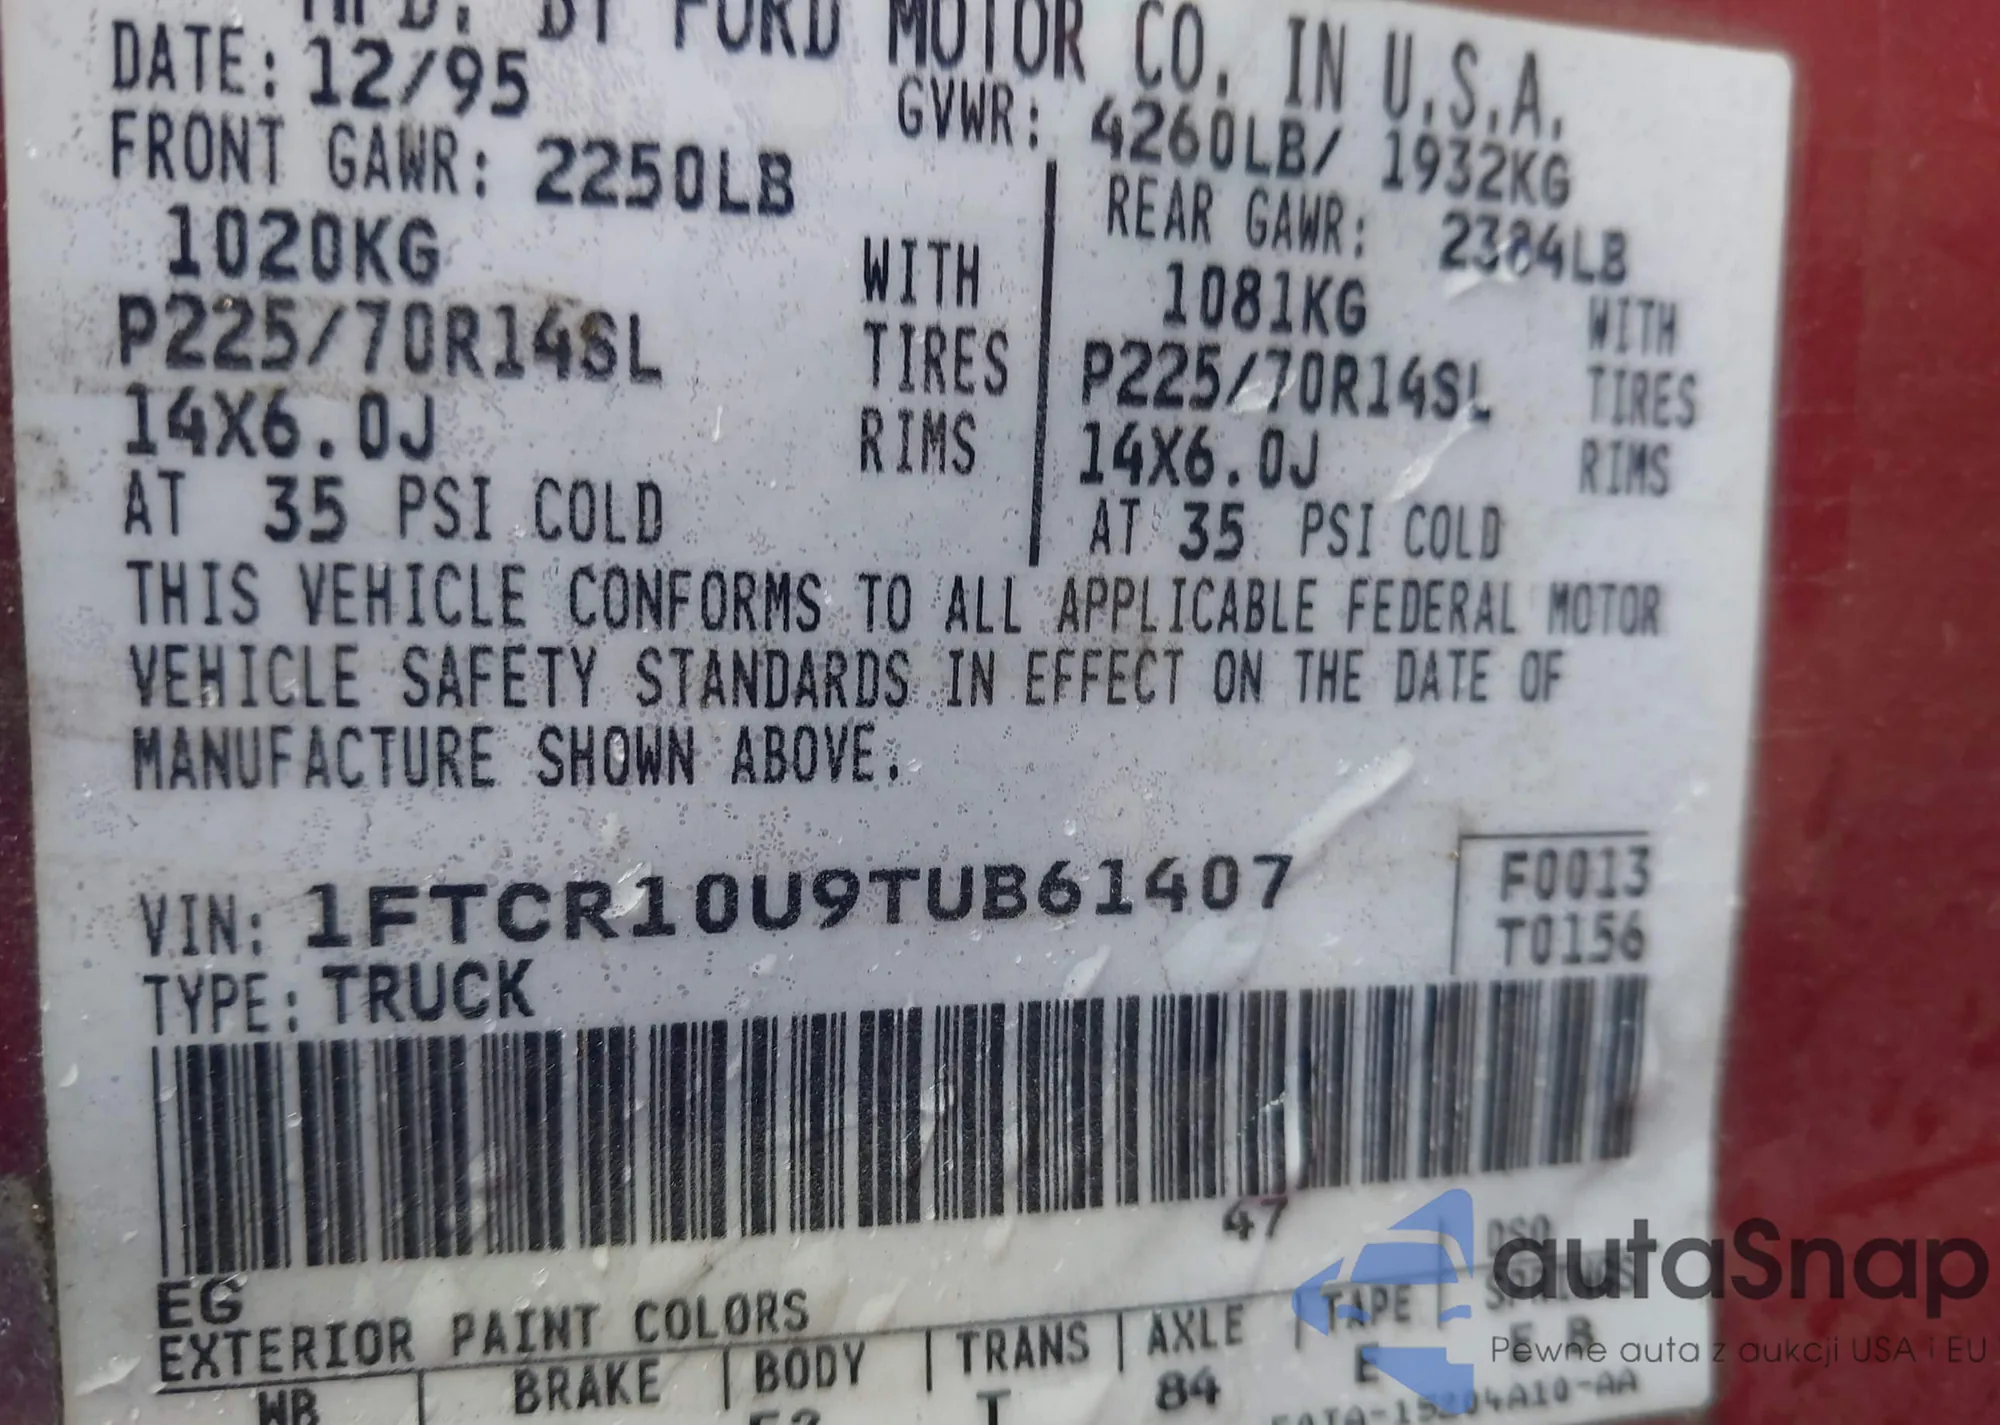 MFD. BY FORD MOTOR CO. IN U.S.A.
DATE: 12/95
GVWR: 4260LB/ 1932KG
FRONT GAWR: 2250LB
1020KG WITH
P225/70R14SL TIRES
14X6.0J RIMS
AT 35 PSI COLD
REAR GAWR: 2384LB
1081KG WITH
P225/70R14SL TIRES
14X6.0J RIMS
AT 35 PSI COLD
THIS VEHICLE CONFORMS TO ALL APPLICABLE FEDERAL MOTOR
VEHICLE SAFETY STANDARDS IN EFFECT ON THE DATE OF
MANUFACTURE SHOWN ABOVE.
VIN: 1FTCR10U9TUB61407
F0013
T0156
TYPE: TRUCK
47
DSO
EG
EXTERIOR PAINT COLORS
WB BRAKE BODY TRANS AXLE TAPE SPRINGS
T 84 E
autaSnap
Pewne auta z aukcji USA i EU